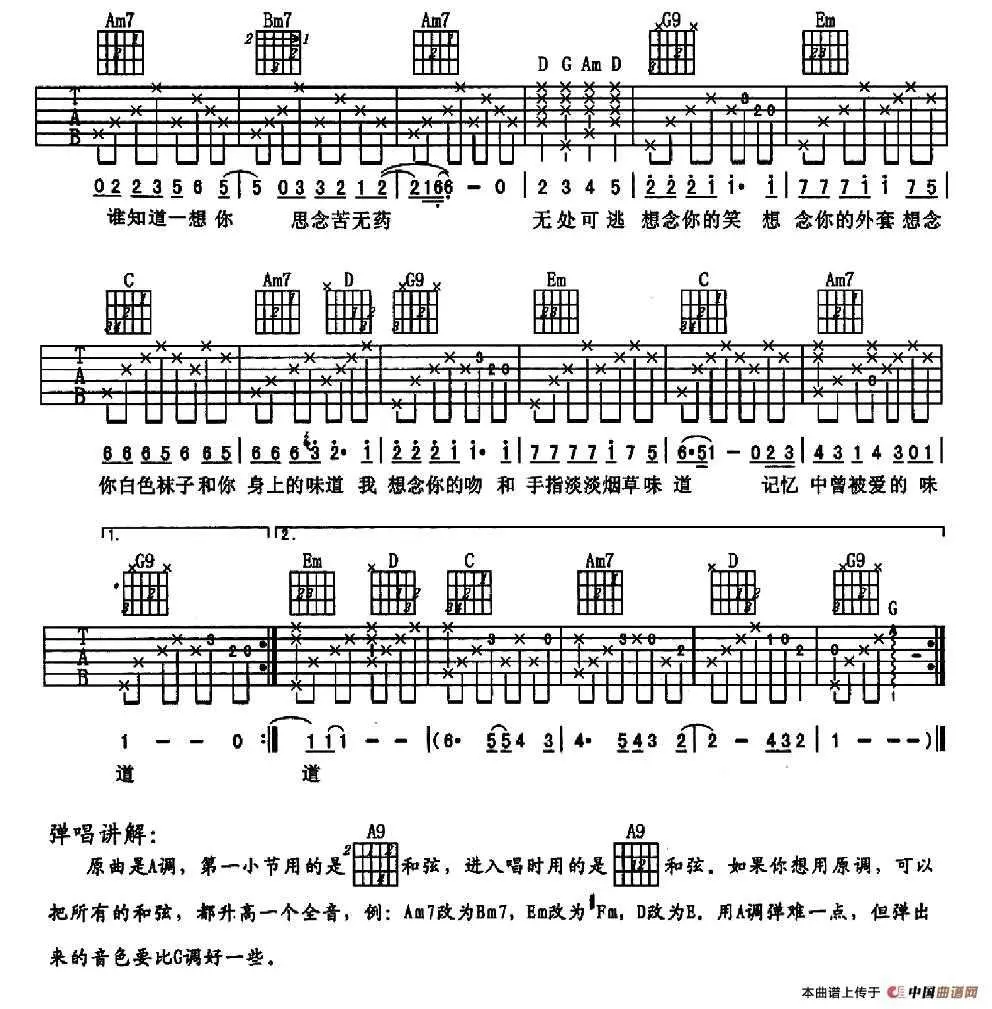 Am7 Bm7 Am7 G9 Em
D G Am D
T A B
0 2 2 3 5 6 5 | 5 0 3 3 2 1 2 | 2 1 6 6 - 0 | 2 3 4 5 | 2 2 2 1 1· 1 | 7 7 7 1 1 7 5 |
谁知道一想你 思念苦无药 无处可逃 想念你的笑 想 念你的外套想念
C Am7 D G9 Em C Am7
T A B
6 6 6 5 6 6 5 | 6 6 6 3 2· 1 | 2 2 2 1 1· 1 | 7 7 7 7 1 7 5 | 6·5 1 - 0 2 3 | 4 3 1 4 3 0 1 |
你白色袜子和你 身上的味道 我 想念你的吻 和 手指淡淡烟草味 道 记忆 中曾被爱的 味
1. 2.
G9 Em D C Am7 D G9
G
T A B
1 - - 0 :‖ 1 1 1 - - |(6· 5 5 4 3 | 4· 5 4 3 2 | 2 - 4 3 2 | 1 - - -)‖
道 道
弹唱讲解:
A9 A9
原曲是A调，第一小节用的是 和弦，进入唱时用的是 和弦。如果你想用原调，可以
把所有的和弦，都升高一个全音，例：Am7改为Bm7，Em改为#Fm，D改为E。用A调弹难一点，但弹出
来的音色要比G调好一些。
本曲谱上传于 中国曲谱网